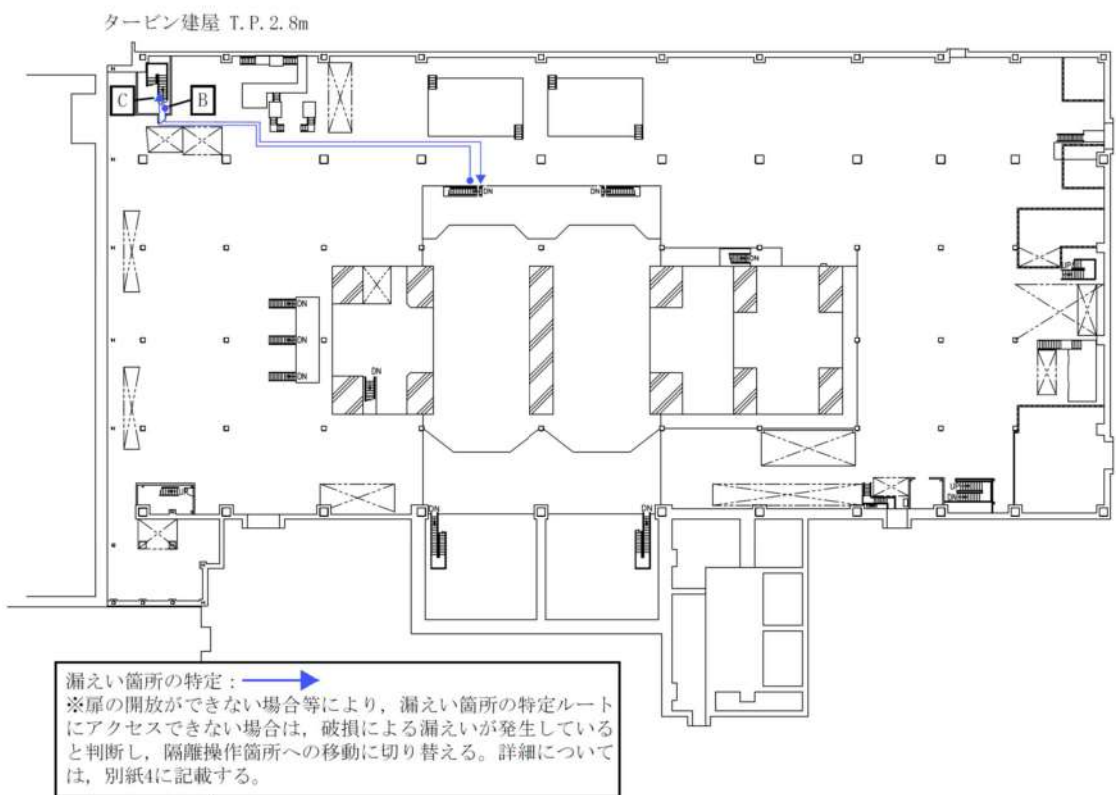 タービン建屋 T.P.2.8m
C
B
DN
DN
DN
UP
DN
DN
DN
DN
UP
UP
DN
DN
DN
漏えい箇所の特定：
※扉の開放ができない場合等により，漏えい箇所の特定ルート
にアクセスできない場合は，破損による漏えいが発生している
と判断し，隔離操作箇所への移動に切り替える。詳細について
は，別紙4に記載する。